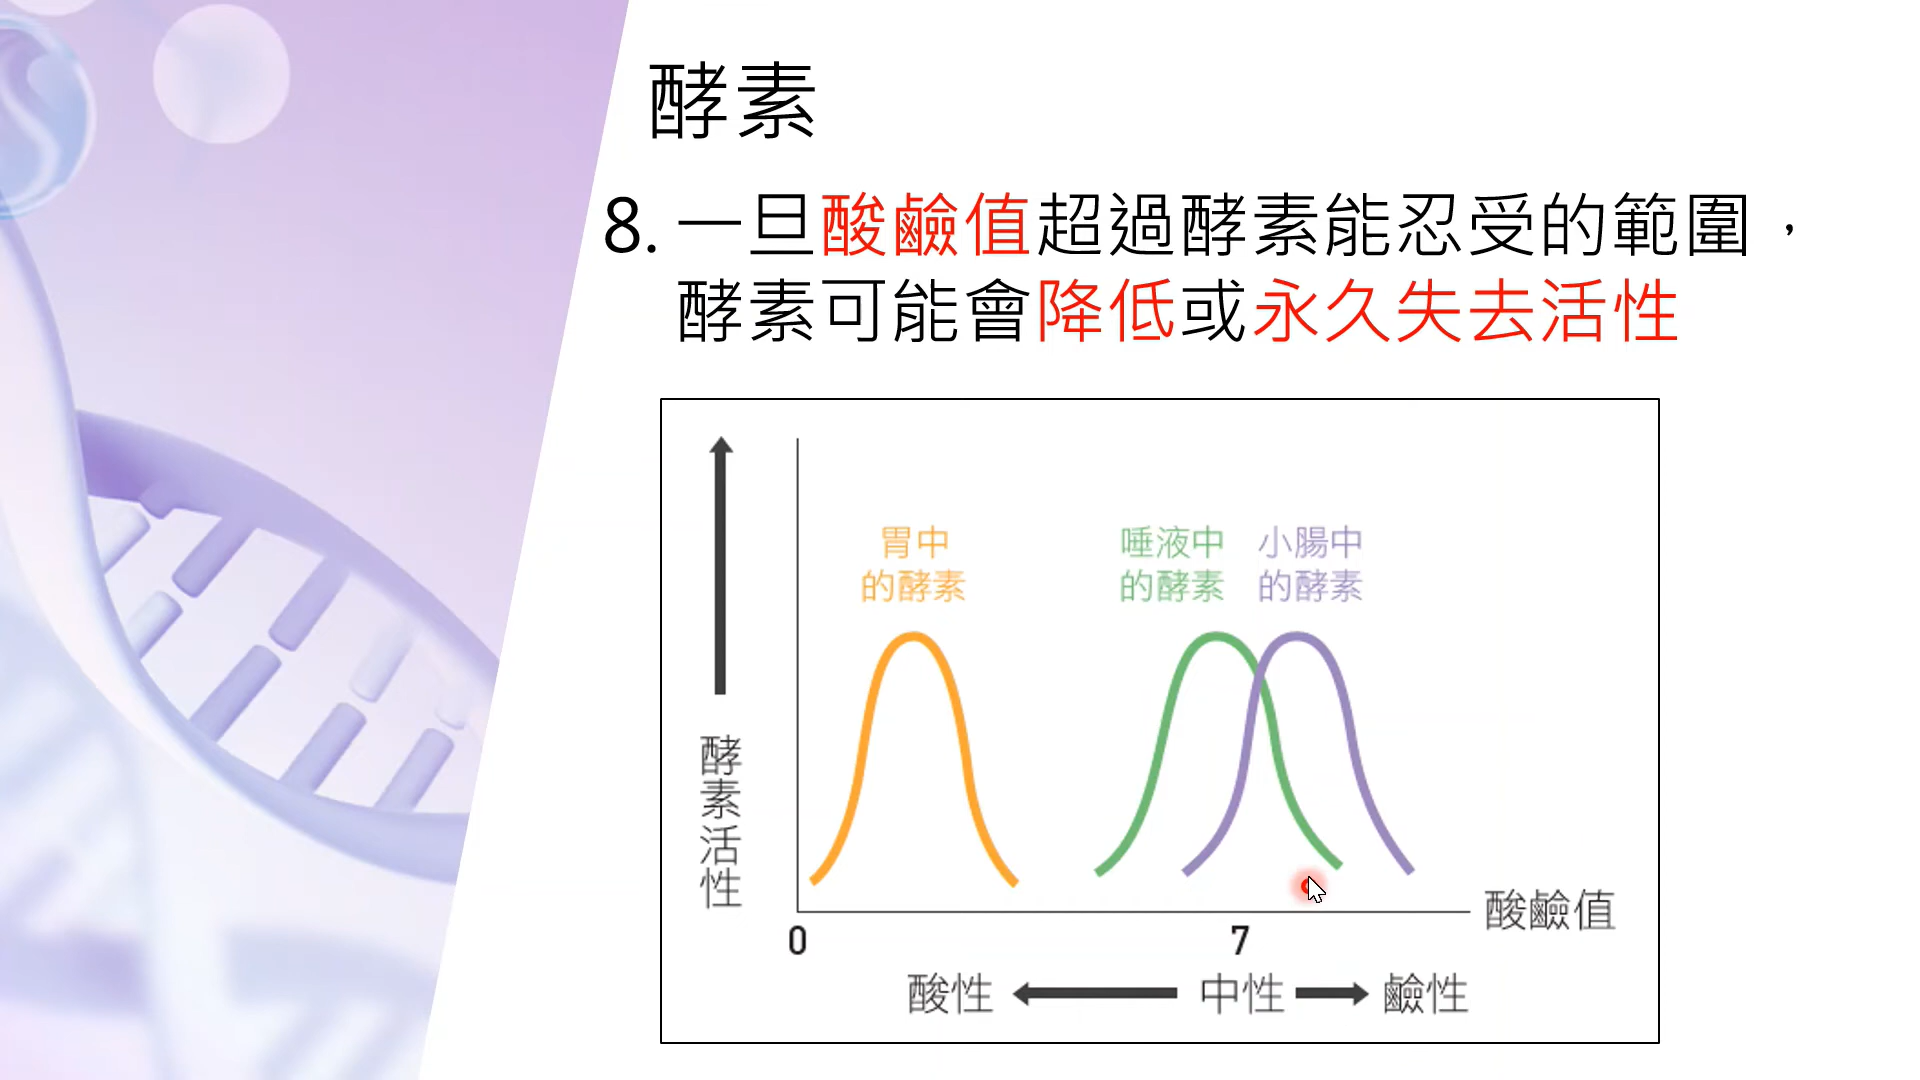 酵素
8. 一旦酸鹼值超過酵素能忍受的範圍，
酵素可能會降低或永久失去活性
胃中
的酵素
唾液中
的酵素
小腸中
的酵素
酵素活性
酸鹼值
0
7
酸性
中性
鹼性